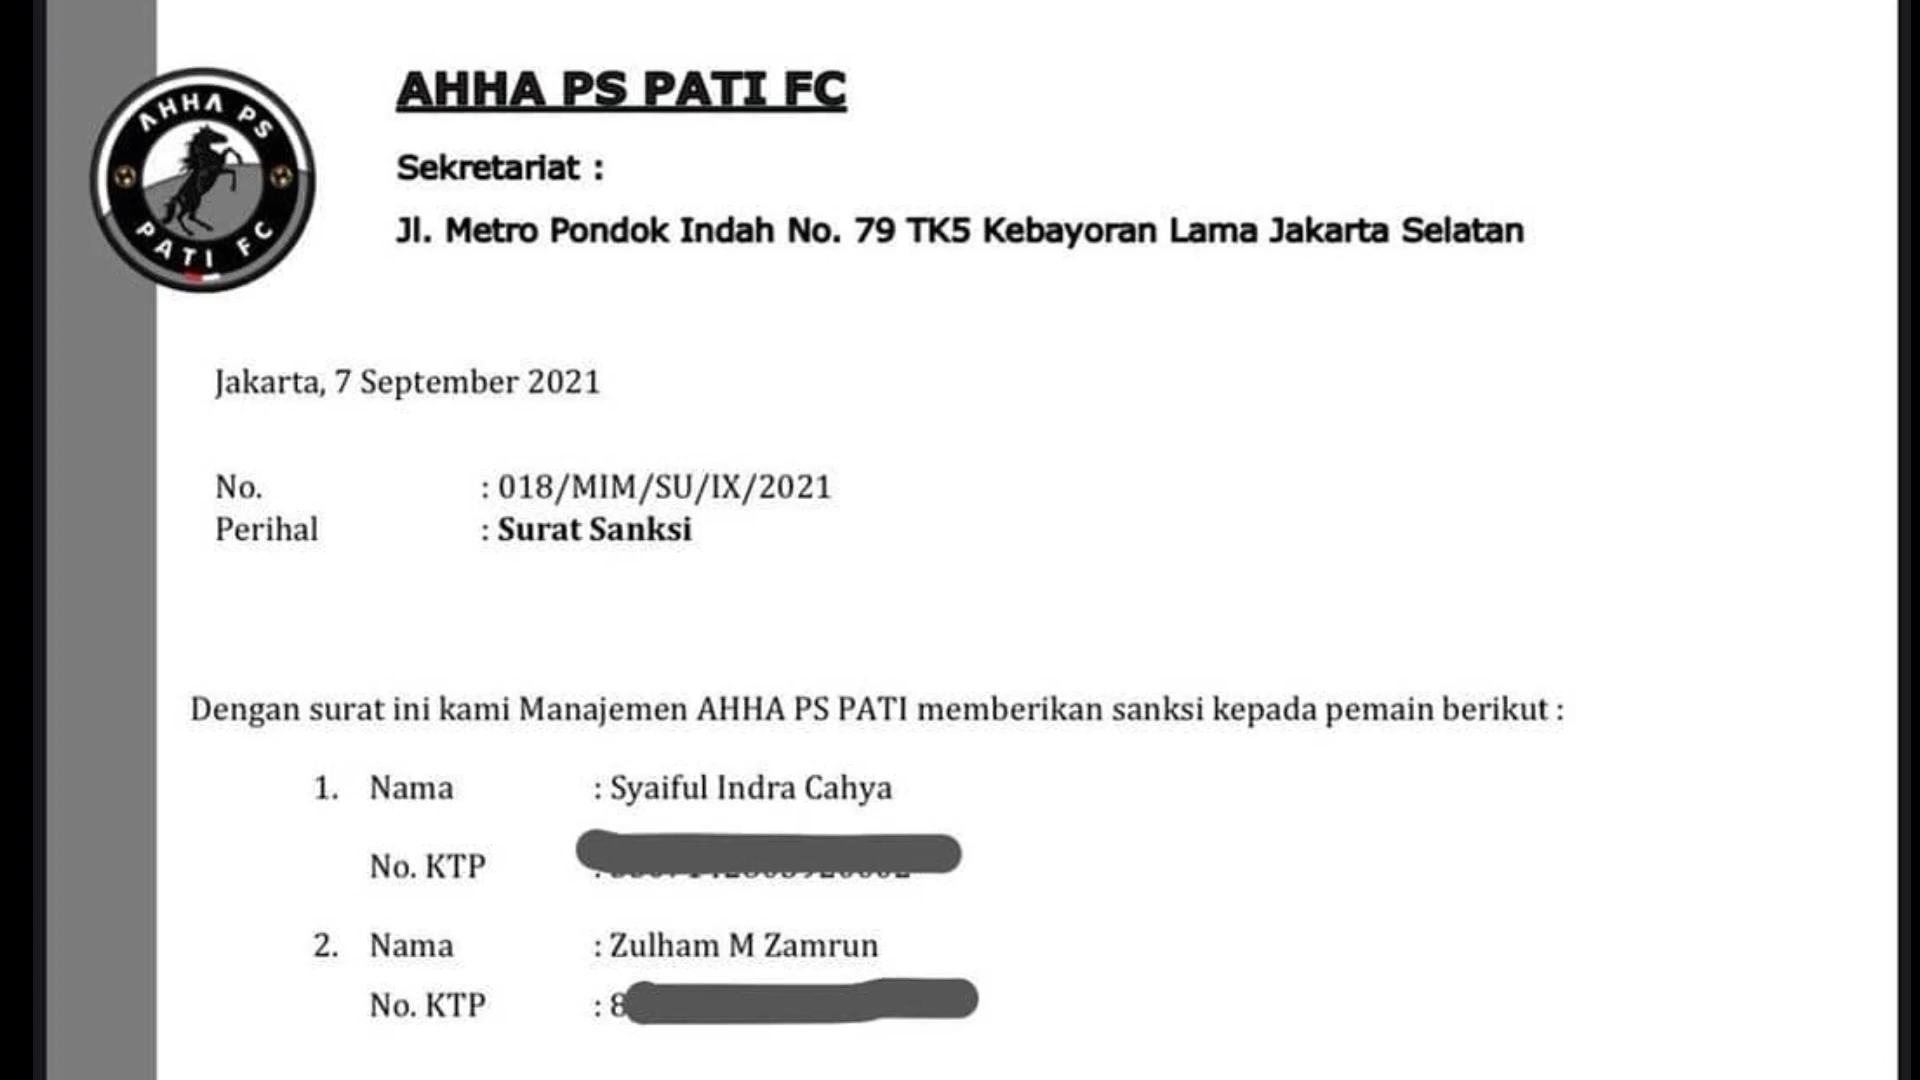 AHHA PS
PATI FC
AHHA PS PATI FC
Sekretariat :
Jl. Metro Pondok Indah No. 79 TK5 Kebayoran Lama Jakarta Selatan
Jakarta, 7 September 2021
No. : 018/MIM/SU/IX/2021
Perihal : Surat Sanksi
Dengan surat ini kami Manajemen AHHA PS PATI memberikan sanksi kepada pemain berikut :
1. Nama : Syaiful Indra Cahya
No. KTP :
2. Nama : Zulham M Zamrun
No. KTP : 8